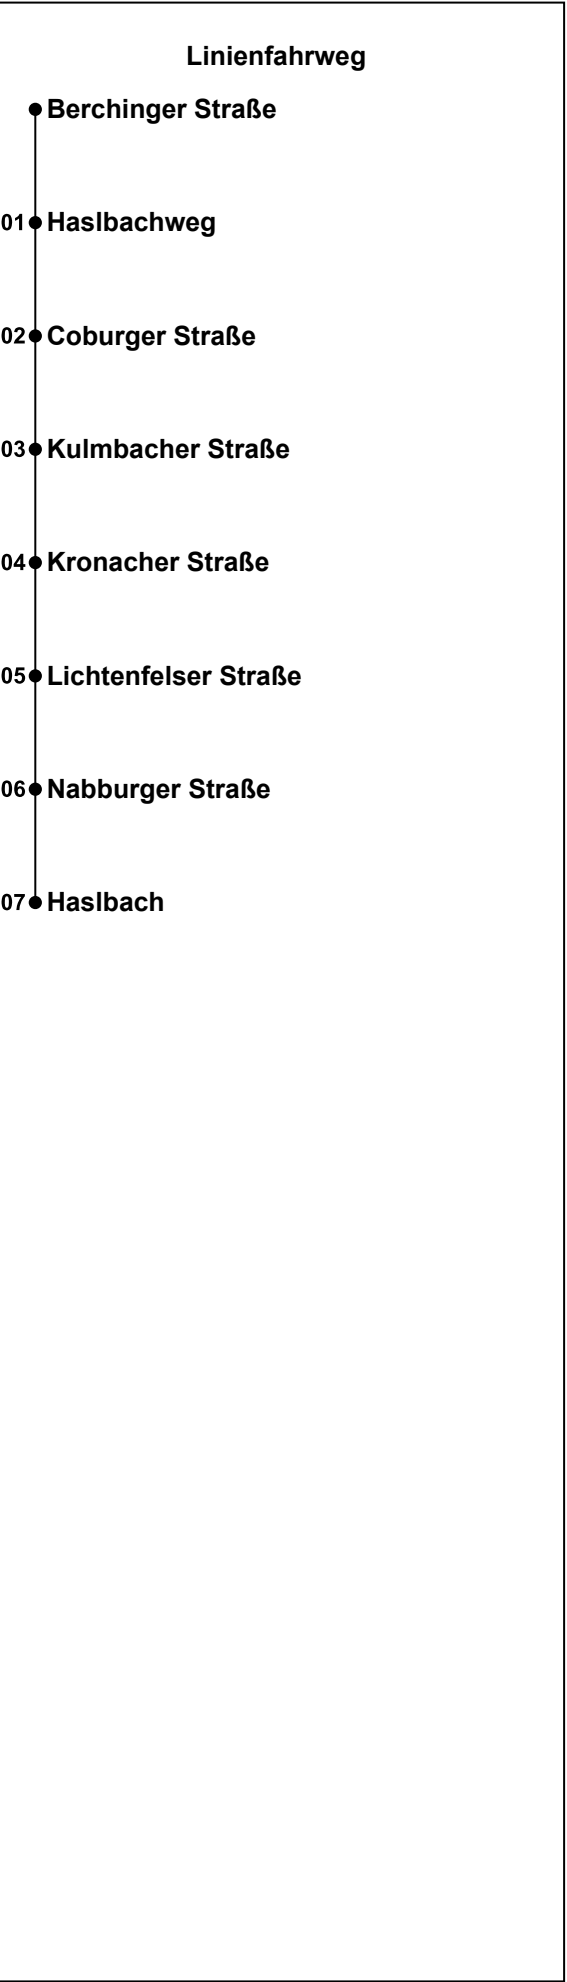 Linienfahrweg
Berchinger Straße
01 Haslbachweg
02 Coburger Straße
03 Kulmbacher Straße
04 Kronacher Straße
05 Lichtenfelser Straße
06 Nabburger Straße
07 Haslbach